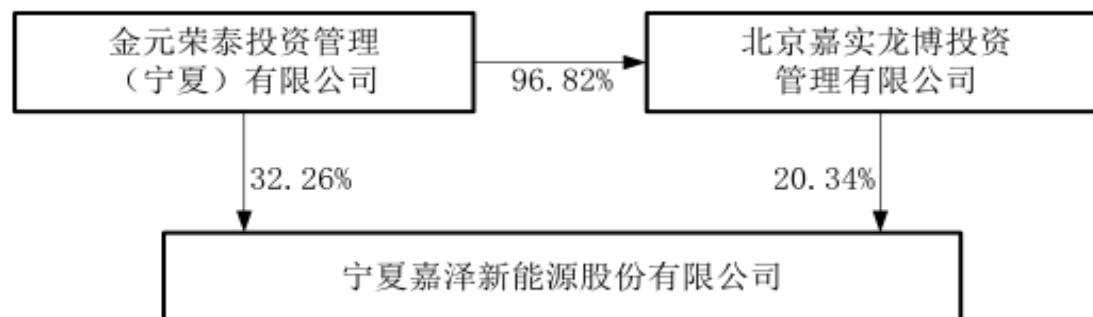 金元荣泰投资管理
（宁夏）有限公司
96.82%
北京嘉实龙博投资
管理有限公司
32.26%
20.34%
宁夏嘉泽新能源股份有限公司